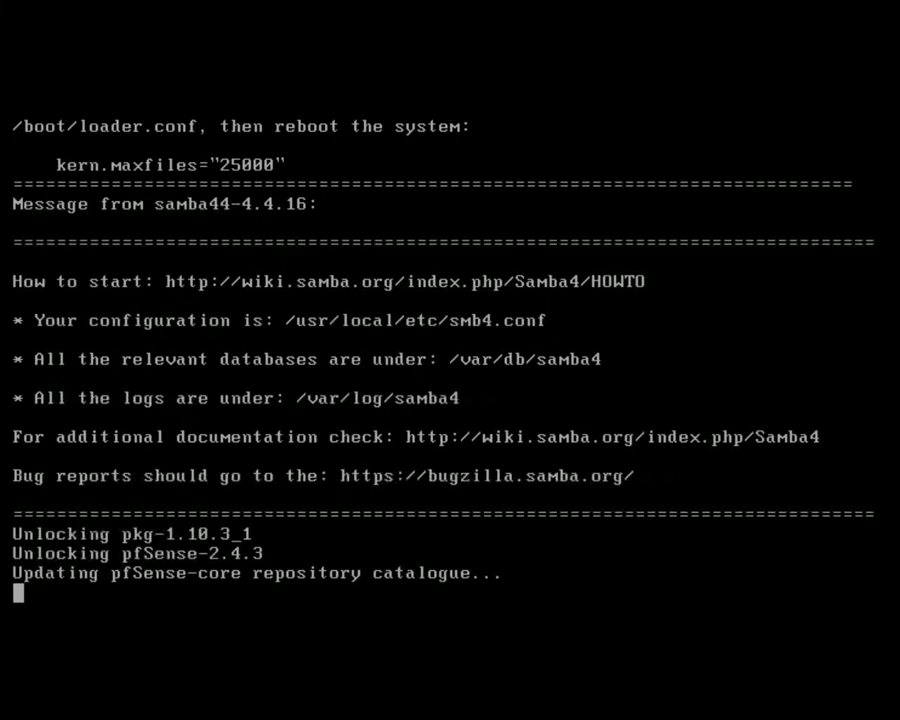 /boot/loader.conf, then reboot the system:
kern.maxfiles="25000"
=============================================================================
Message from samba44-4.4.16:
===============================================================================
How to start: http://wiki.samba.org/index.php/Samba4/HOWTO
* Your configuration is: /usr/local/etc/smb4.conf
* All the relevant databases are under: /var/db/samba4
* All the logs are under: /var/log/samba4
For additional documentation check: http://wiki.samba.org/index.php/Samba4
Bug reports should go to the: https://bugzilla.samba.org/
===============================================================================
Unlocking pkg-1.10.3_1
Unlocking pfSense-2.4.3
Updating pfSense-core repository catalogue...